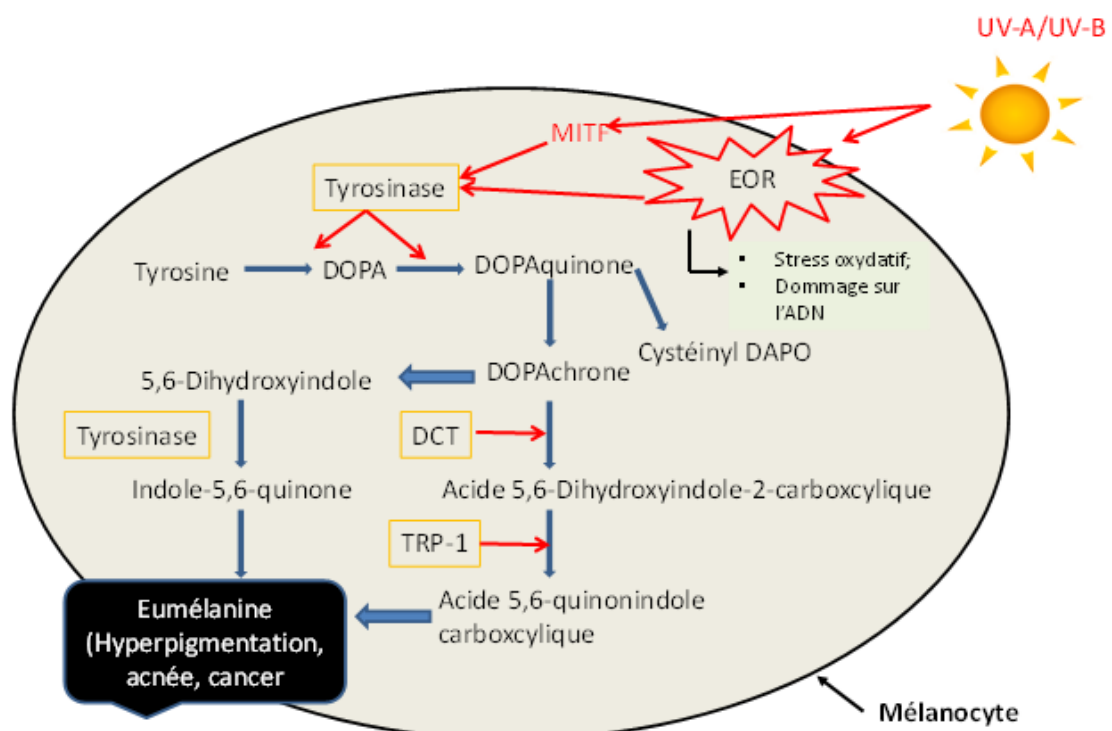 UV-A/UV-B
MITF
EOR
Tyrosinase
Tyrosine
DOPA
DOPAquinone
▪ Stress oxydatif;
▪ Dommage sur
l'ADN
Cystéinyl DAPO
5,6-Dihydroxyindole
DOPAchrone
Tyrosinase
DCT
Indole-5,6-quinone
Acide 5,6-Dihydroxyindole-2-carboxcylique
TRP-1
Eumélanine
(Hyperpigmentation,
acnée, cancer
Acide 5,6-quinonindole
carboxcylique
Mélanocyte